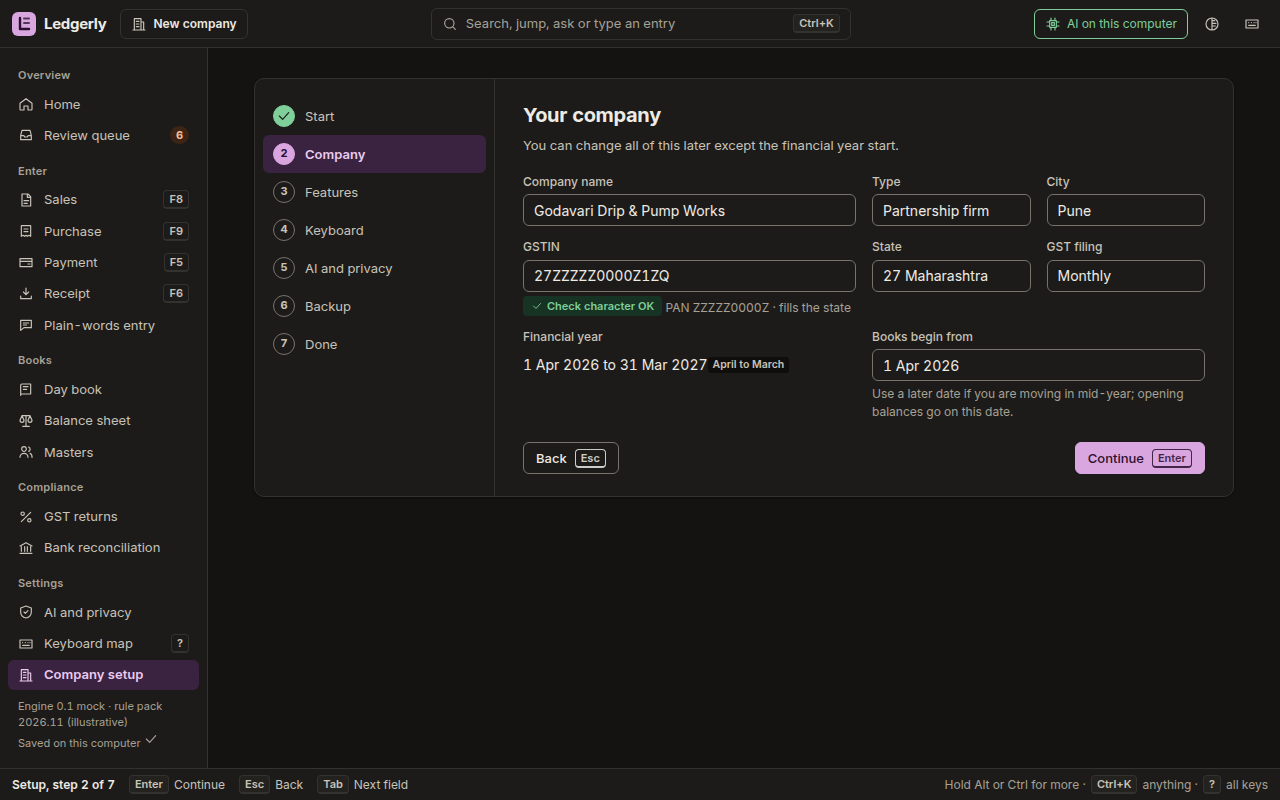 Ledgerly
New company
Search, jump, ask or type an entry
Ctrl+K
AI on this computer
Overview
Home
Review queue 6
Enter
Sales F8
Purchase F9
Payment F5
Receipt F6
Plain-words entry
Books
Day book
Balance sheet
Masters
Compliance
GST returns
Bank reconciliation
Settings
AI and privacy
Keyboard map ?
Company setup
Engine 0.1 mock · rule pack
2026.11 (illustrative)
Saved on this computer
Start
2 Company
3 Features
4 Keyboard
5 AI and privacy
6 Backup
7 Done
Your company
You can change all of this later except the financial year start.
Company name Type City
Godavari Drip & Pump Works Partnership firm Pune
GSTIN State GST filing
27ZZZZZ0000Z1ZQ 27 Maharashtra Monthly
Check character OK PAN ZZZZZ0000Z · fills the state
Financial year Books begin from
1 Apr 2026 to 31 Mar 2027 April to March 1 Apr 2026
Use a later date if you are moving in mid-year; opening
balances go on this date.
Back Esc Continue Enter
Setup, step 2 of 7 Enter Continue Esc Back Tab Next field Hold Alt or Ctrl for more · Ctrl+K anything · ? all keys